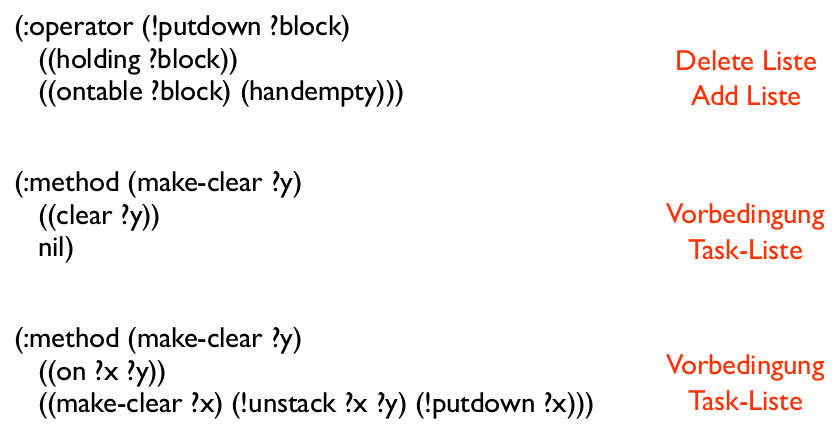 (:operator (!putdown ?block)
((holding ?block)) Delete Liste
((ontable ?block) (handempty))) Add Liste
(:method (make-clear ?y)
((clear ?y)) Vorbedingung
nil) Task-Liste
(:method (make-clear ?y)
((on ?x ?y)) Vorbedingung
((make-clear ?x) (!unstack ?x ?y) (!putdown ?x))) Task-Liste